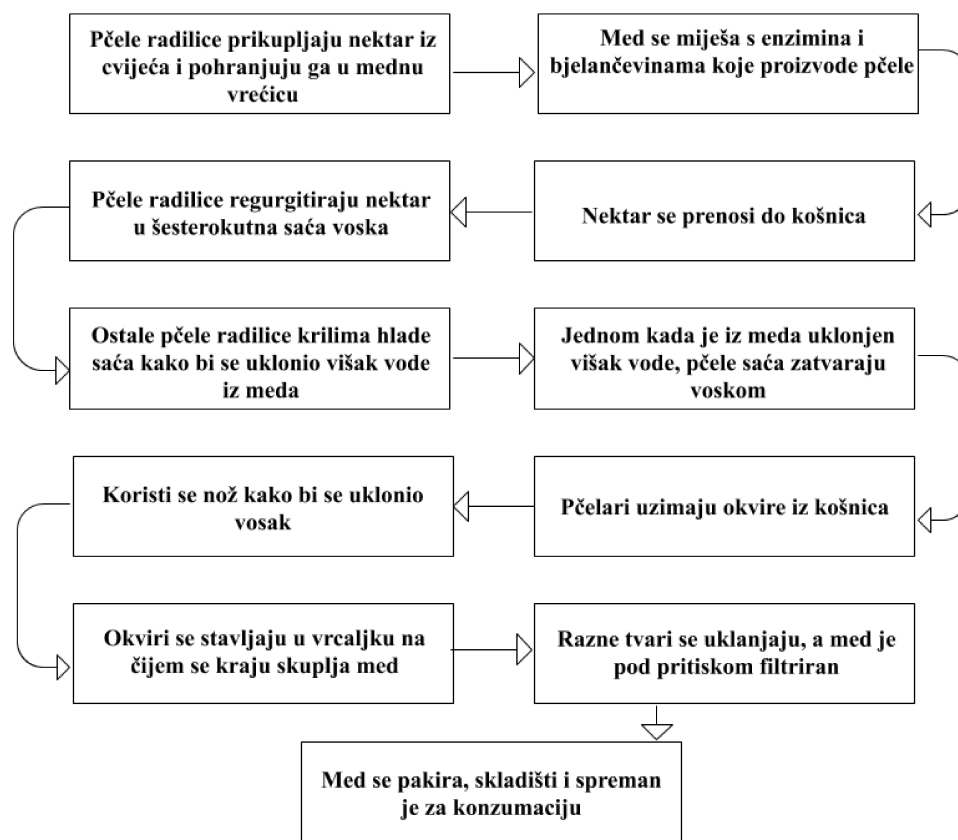 Pčele radilice prikupljaju nektar iz
cvijeća i pohranjuju ga u mednu
vrećicu
Med se miješa s enzimina i
bjelančevinama koje proizvode pčele
Nektar se prenosi do košnica
Pčele radilice regurgitiraju nektar
u šesterokutna saća voska
Ostale pčele radilice krilima hlade
saća kako bi se uklonio višak vode
iz meda
Jednom kada je iz meda uklonjen
višak vode, pčele saća zatvaraju
voskom
Pčelari uzimaju okvire iz košnica
Koristi se nož kako bi se uklonio
vosak
Okviri se stavljaju u vrcaljku na
čijem se kraju skuplja med
Razne tvari se uklanjaju, a med je
pod pritiskom filtriran
Med se pakira, skladišti i spreman
je za konzumaciju